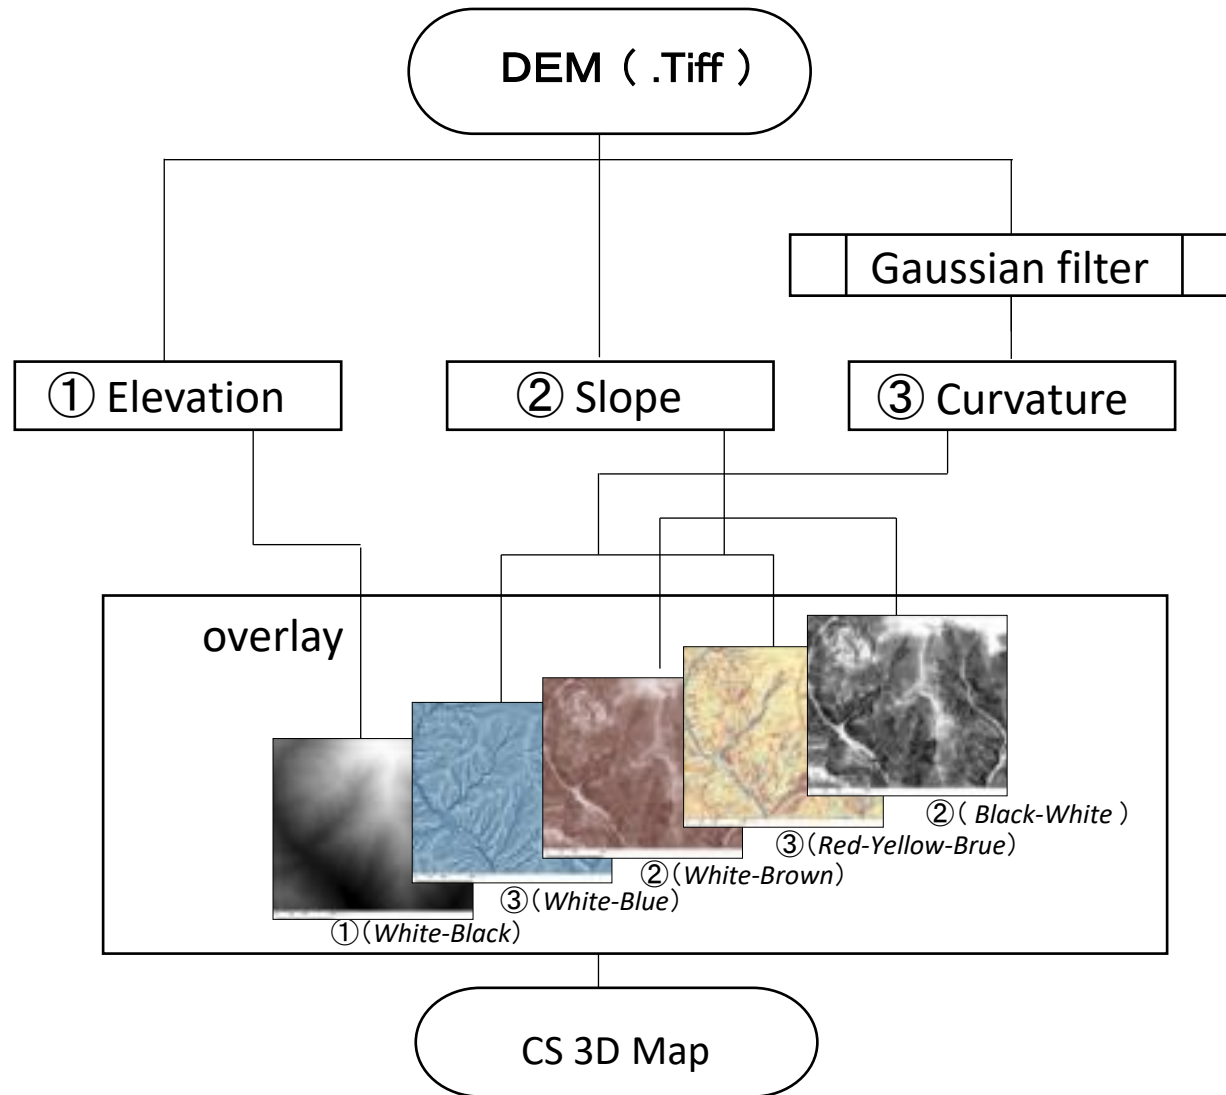 DEM（ .Tiff ）
Gaussian filter
① Elevation
② Slope
③ Curvature
overlay
②（ Black-White ）
③（Red-Yellow-Brue）
②（White-Brown）
③（White-Blue）
①（White-Black）
CS 3D Map